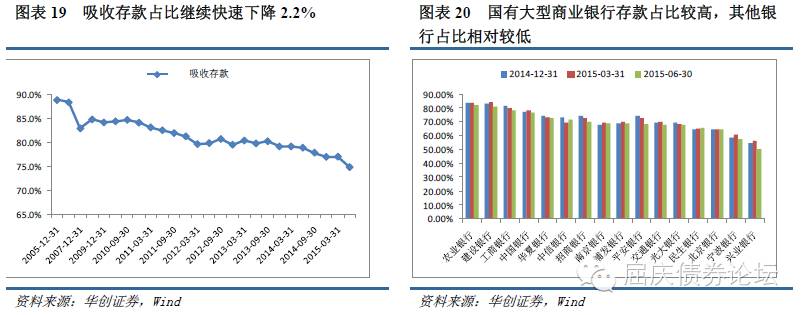 图表 19 吸收存款占比继续快速下降 2.2%
吸收存款
90.0%
85.0%
80.0%
75.0%
70.0%
65.0%
2005-12-31
2007-12-31
2009-12-31
2010-09-30
2011-03-31
2011-09-30
2012-03-31
2012-09-30
2013-03-31
2013-09-30
2014-03-31
2014-09-30
2015-03-31
资料来源：华创证券，Wind
图表 20 国有大型商业银行存款占比较高，其他银
行占比相对较低
2014-12-31 2015-03-31 2015-06-30
90.00%
80.00%
70.00%
60.00%
50.00%
40.00%
30.00%
20.00%
10.00%
0.00%
农业银行
建设银行
工商银行
中国银行
华夏银行
中信银行
招商银行
南京银行
浦发银行
平安银行
交通银行
光大银行
民生银行
北京银行
宁波银行
兴业银行
资料来源：华创证券，Wind
屈庆债券论坛